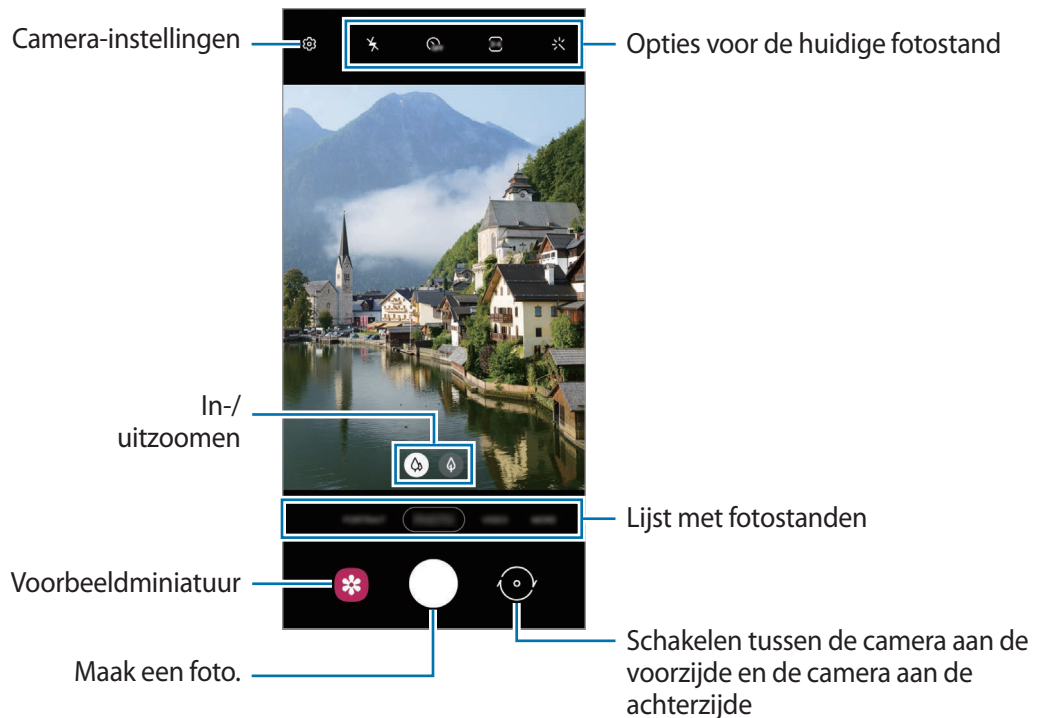 Camera-instellingen
Opties voor de huidige fotostand
In-/
uitzoomen
Lijst met fotostanden
Voorbeeldminiatuur
Maak een foto.
Schakelen tussen de camera aan de
voorzijde en de camera aan de
achterzijde